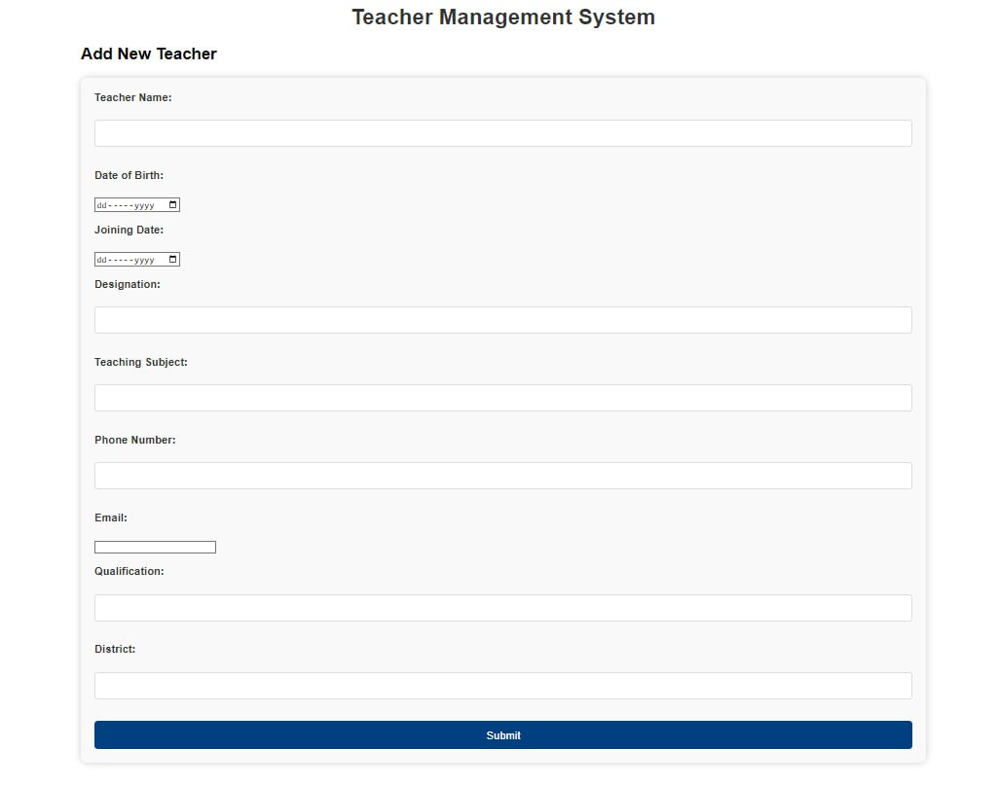 Teacher Management System
Add New Teacher
Teacher Name:
Date of Birth:
dd-----yyyy
Joining Date:
dd-----yyyy
Designation:
Teaching Subject:
Phone Number:
Email:
Qualification:
District:
Submit